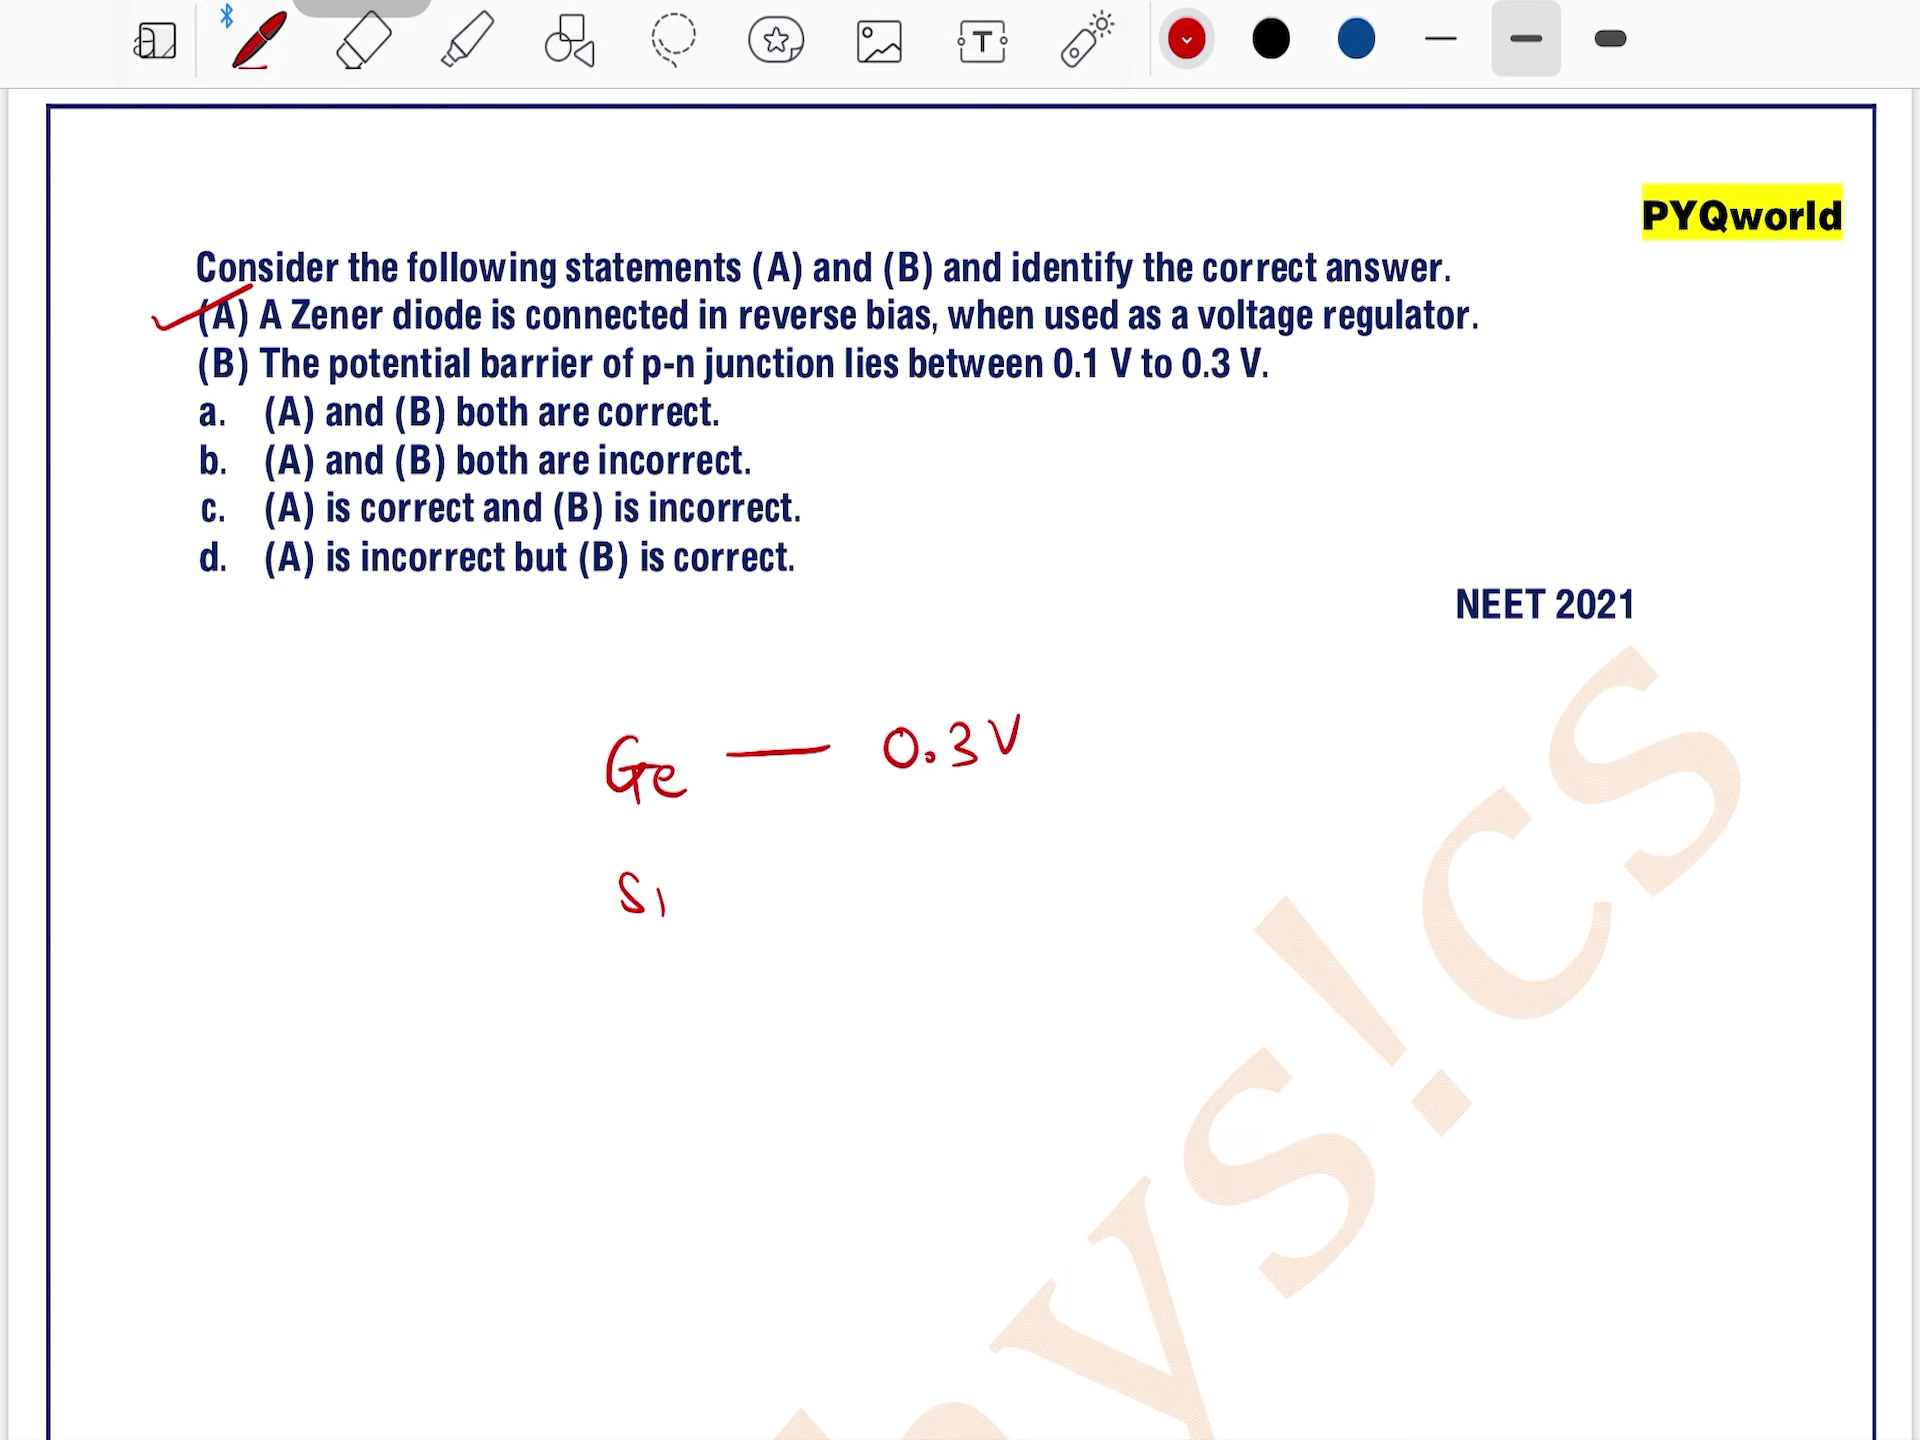 PYQworld
Consider the following statements (A) and (B) and identify the correct answer.
(A) A Zener diode is connected in reverse bias, when used as a voltage regulator.
(B) The potential barrier of p-n junction lies between 0.1 V to 0.3 V.
a. (A) and (B) both are correct.
b. (A) and (B) both are incorrect.
c. (A) is correct and (B) is incorrect.
d. (A) is incorrect but (B) is correct.
NEET 2021
Ge — 0.3 V
Si
hys!cs